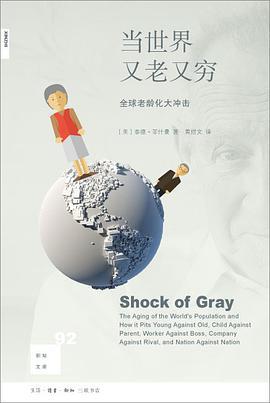 XINZHI
当世界
又老又穷
全球老龄化大冲击
[美] 泰德·菲什曼 著 黄煜文 译
Shock of Gray
The Aging of the World's Population and
How it Pits Young Against Old, Child Against
Parent, Worker Against Boss, Company
Against Rival, and Nation Against Nation
92
新知
文库
生活·讀書·新知 三联书店